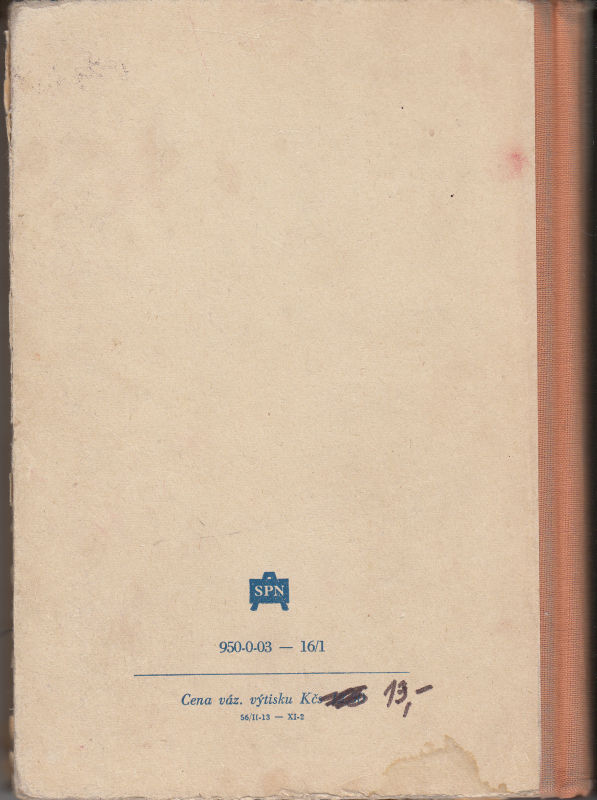 SPN
950-0-03 — 16/1
Cena váz. výtisku Kčs 13,–
56/II-13 — XI-2